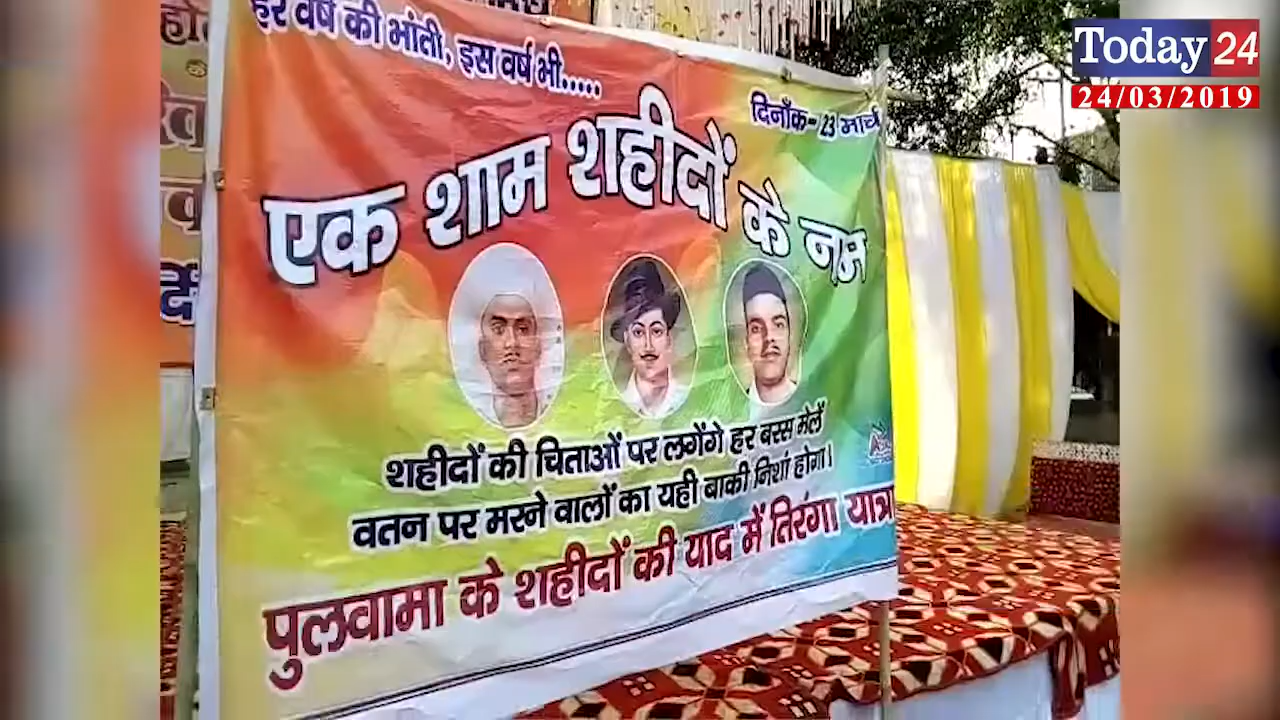 हर वर्ष की भांती, इस वर्ष भी.....
दिनाँक- 23 मार्च
एक शाम शहीदों के नाम
शहीदों की चिताओं पर लगेंगे हर बरस मेलें
वतन पर मरने वालों का यही बाकी निशां होगा।
पुलवामा के शहीदों की याद में तिरंगा यात्रा
Today 24
24/03/2019